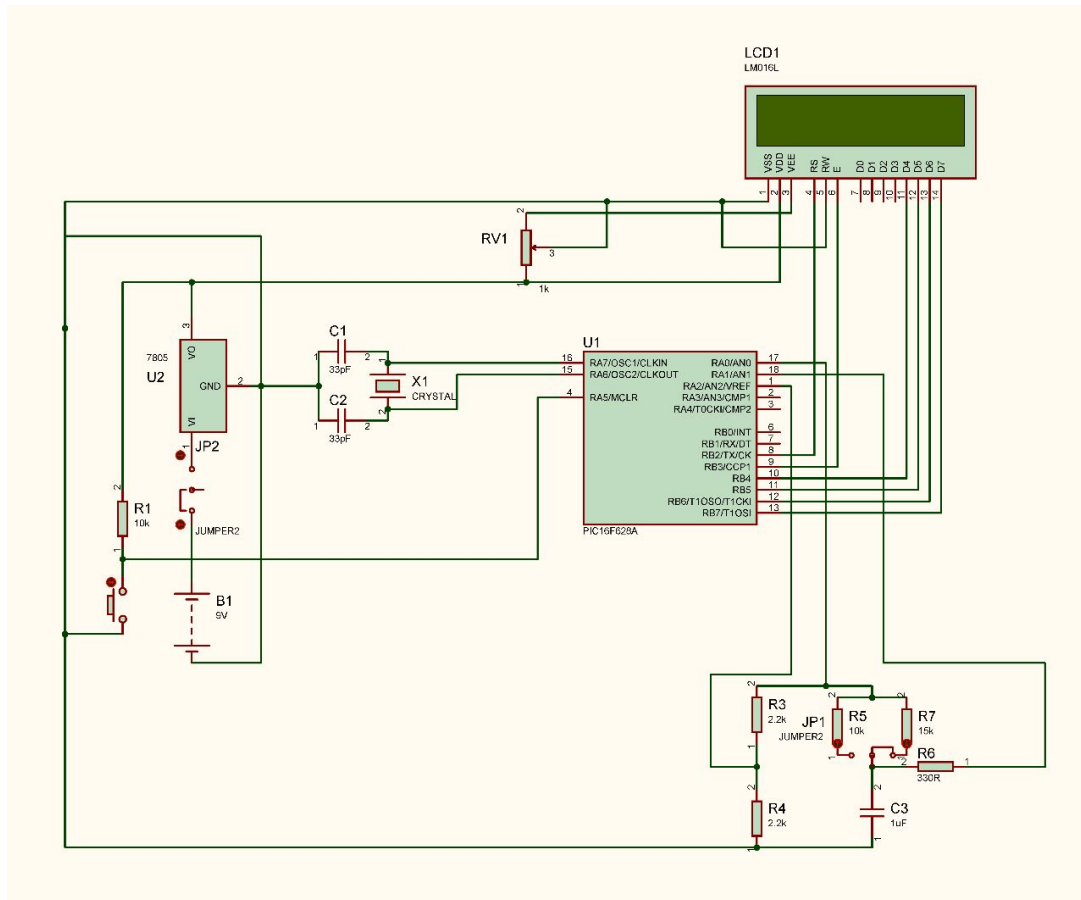 LCD1
LM016L
VSS VDD VEE RS RW E D0 D1 D2 D3 D4 D5 D6 D7
1 2 3 4 5 6 7 8 9 10 11 12 13 14
2
RV1
3
1
1k
3
7805
U2
VO
GND 2
VI
1
JP2
JUMPER2
C1
1 2
33pF
C2
1 2
33pF
1
X1
CRYSTAL
2
U1
16 RA7/OSC1/CLKIN RA0/AN0 17
15 RA6/OSC2/CLKOUT RA1/AN1 18
RA2/AN2/VREF 1
4 RA5/MCLR RA3/AN3/CMP1 2
RA4/T0CKI/CMP2 3
RB0/INT 6
RB1/RX/DT 7
RB2/TX/CK 8
RB3/CCP1 9
RB4 10
RB5 11
RB6/T1OSO/T1CKI 12
RB7/T1OSI 13
PIC16F628A
2
R1
10k
1
B1
9V
2
R3
2.2k
1
JP1
JUMPER2
2
R5
10k
1
2
R7
15k
1
2 R6 1
330R
2
R4
2.2k
1
2
C3
1uF
1